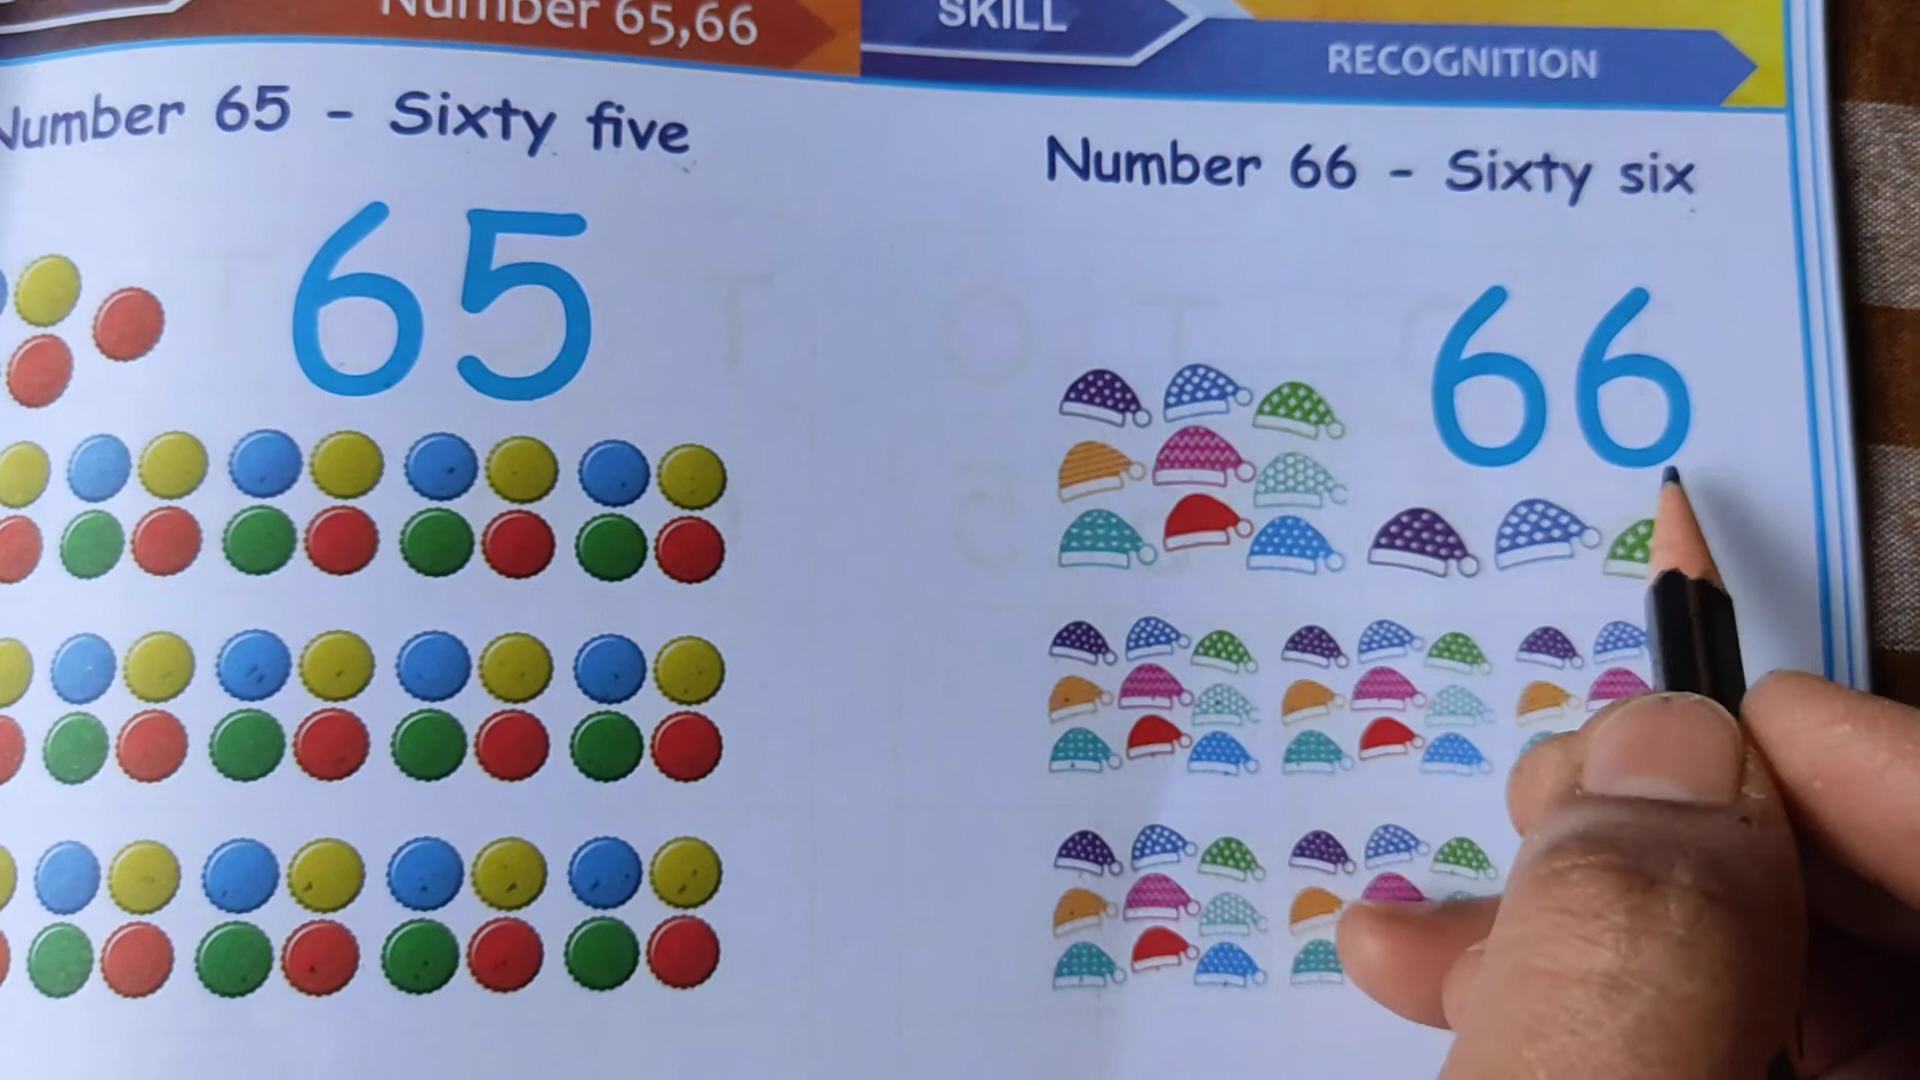 Number 65,66
SKILL
RECOGNITION
Number 65 - Sixty five
65
Number 66 - Sixty six
66